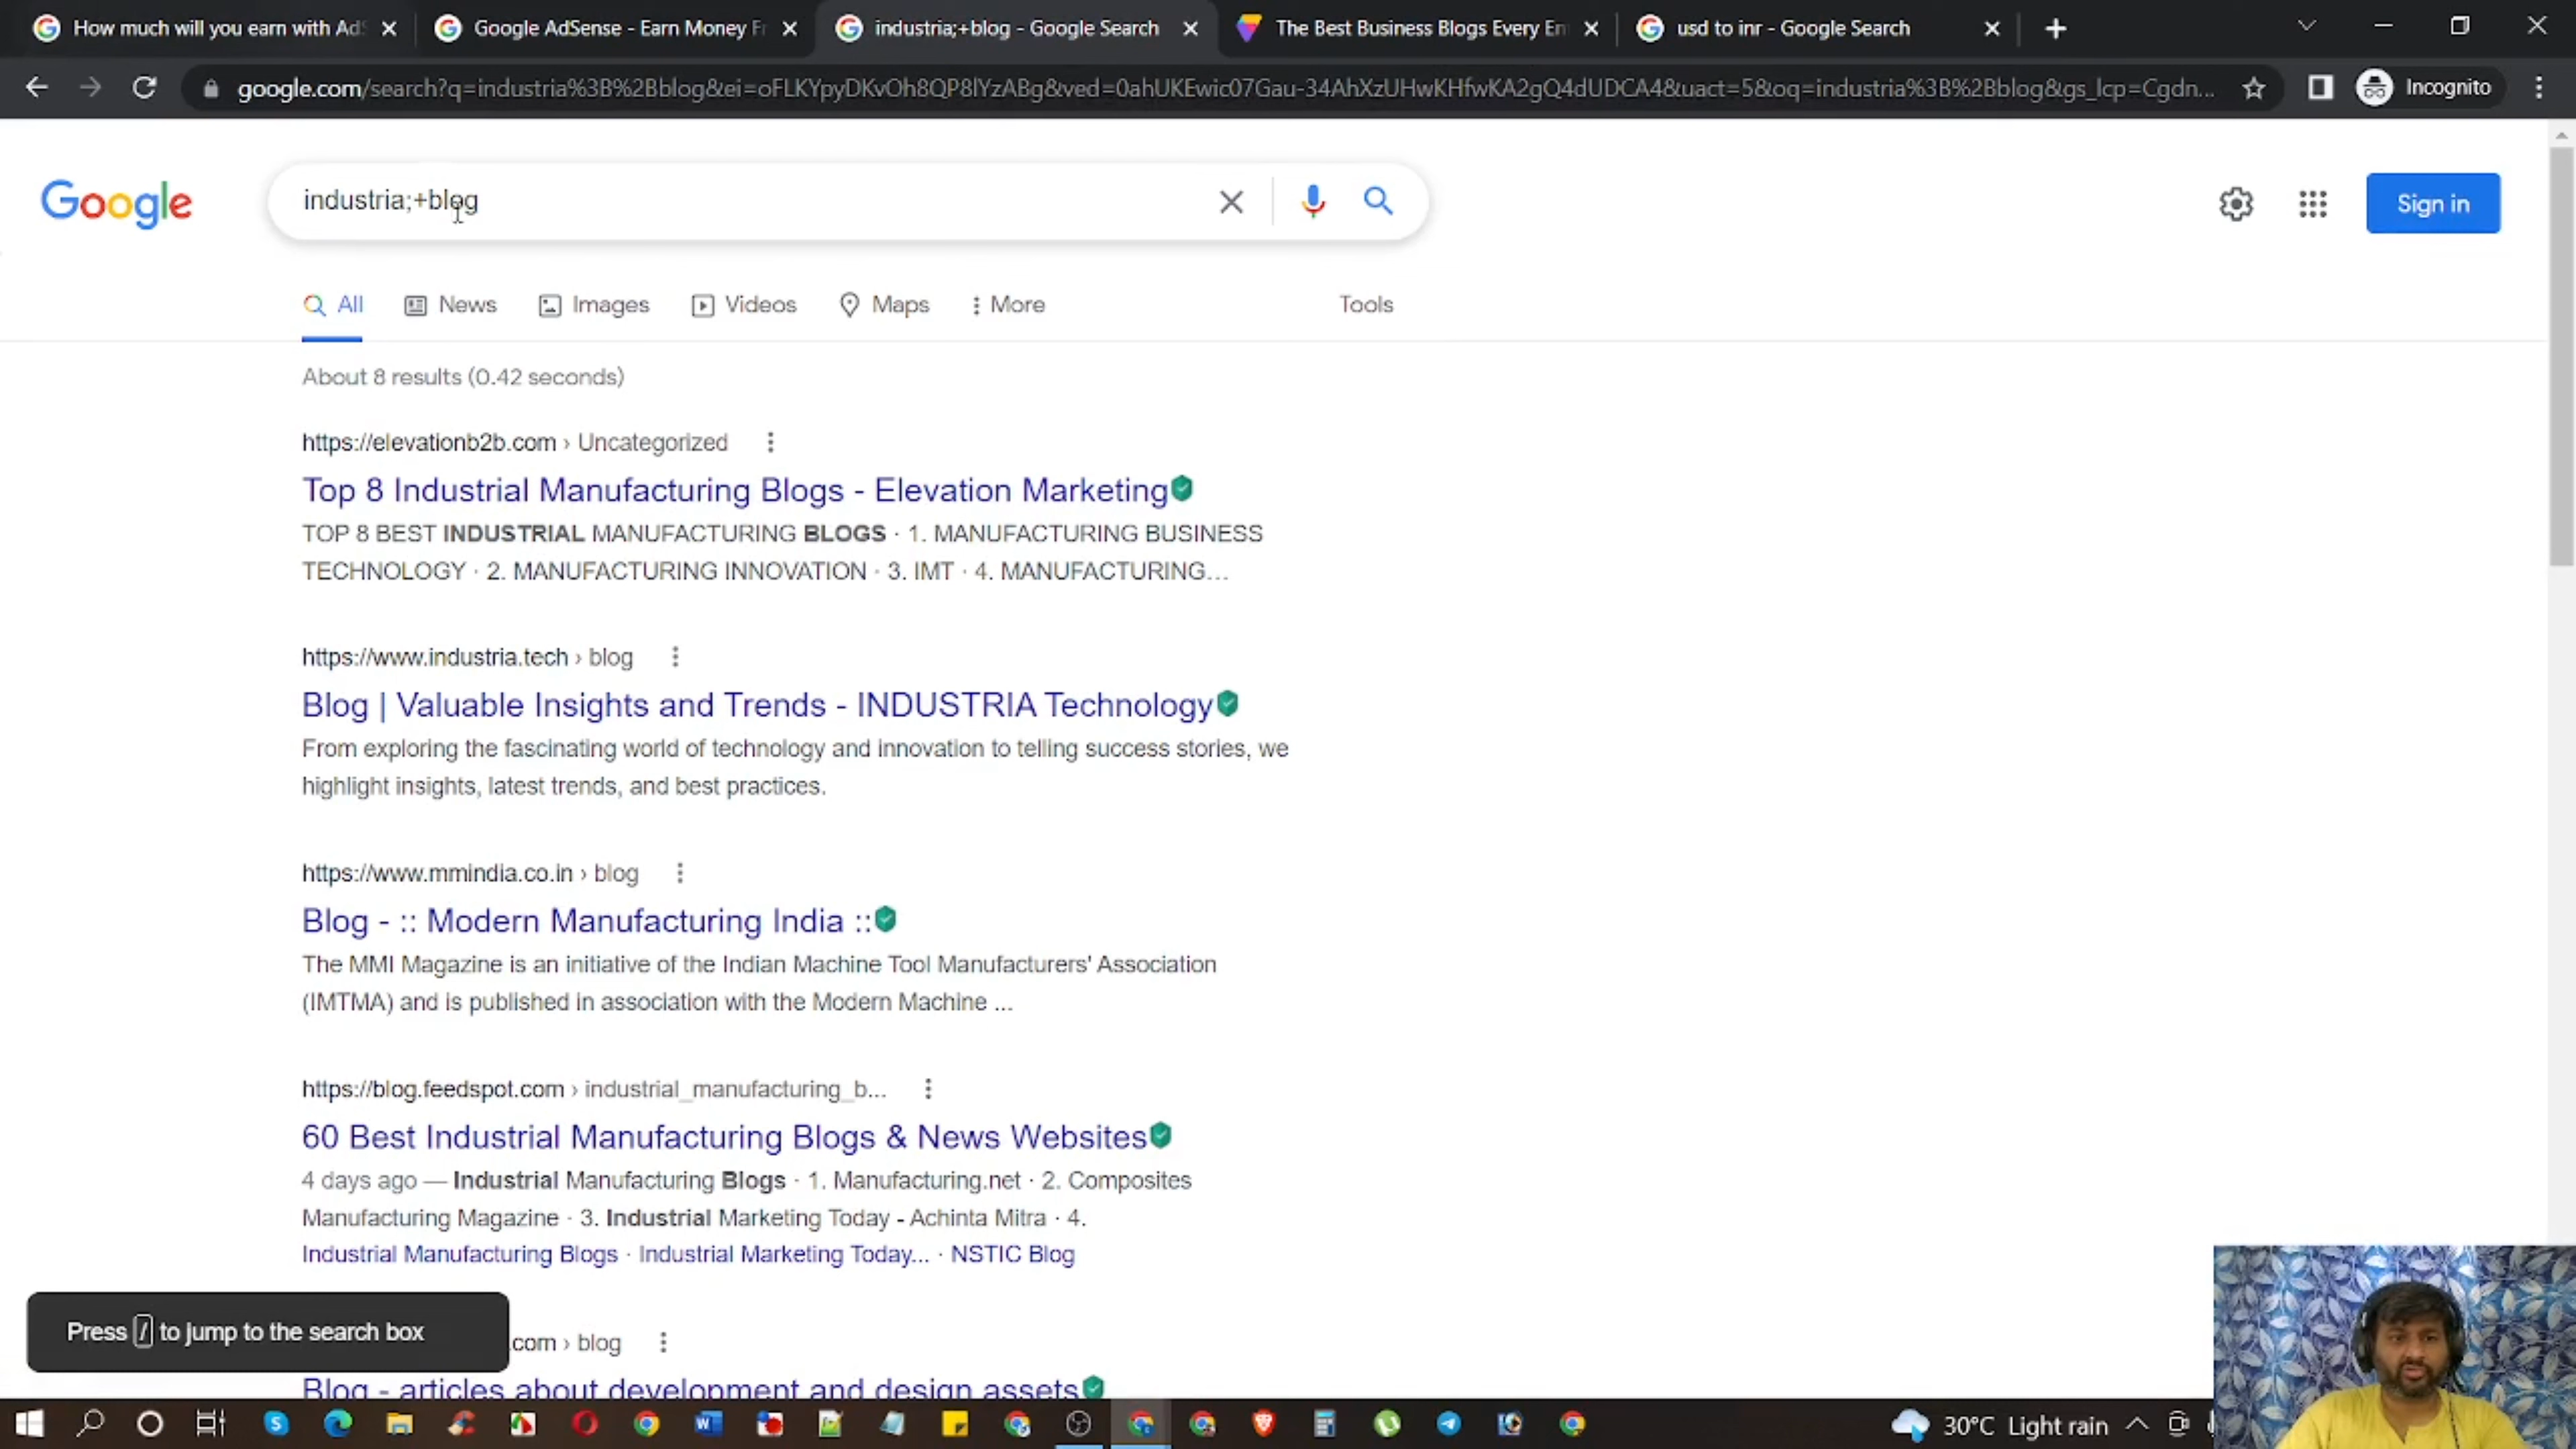 How much will you earn with AdS
Google AdSense - Earn Money Fr
industria;+blog - Google Search
The Best Business Blogs Every En
usd to inr - Google Search
google.com/search?q=industria%3B%2Bblog&ei=oFLKYpyDKvOh8QP8lYzABg&ved=0ahUKEwic07Gau-34AhXzUHwKHfwKA2gQ4dUDCA4&uact=5&oq=industria%3B%2Bblog&gs_lcp=Cgdn...
Incognito
Google
industria;+blog
Sign in
All News Images Videos Maps More Tools
About 8 results (0.42 seconds)
https://elevationb2b.com › Uncategorized
Top 8 Industrial Manufacturing Blogs - Elevation Marketing
TOP 8 BEST INDUSTRIAL MANUFACTURING BLOGS · 1. MANUFACTURING BUSINESS
TECHNOLOGY · 2. MANUFACTURING INNOVATION · 3. IMT · 4. MANUFACTURING...
https://www.industria.tech › blog
Blog | Valuable Insights and Trends - INDUSTRIA Technology
From exploring the fascinating world of technology and innovation to telling success stories, we
highlight insights, latest trends, and best practices.
https://www.mmindia.co.in › blog
Blog - :: Modern Manufacturing India ::
The MMI Magazine is an initiative of the Indian Machine Tool Manufacturers' Association
(IMTMA) and is published in association with the Modern Machine ...
https://blog.feedspot.com › industrial_manufacturing_b...
60 Best Industrial Manufacturing Blogs & News Websites
4 days ago — Industrial Manufacturing Blogs · 1. Manufacturing.net · 2. Composites
Manufacturing Magazine · 3. Industrial Marketing Today - Achinta Mitra · 4.
Industrial Manufacturing Blogs · Industrial Marketing Today... · NSTIC Blog
Press / to jump to the search box
.com › blog
Blog - articles about development and design assets
30°C Light rain